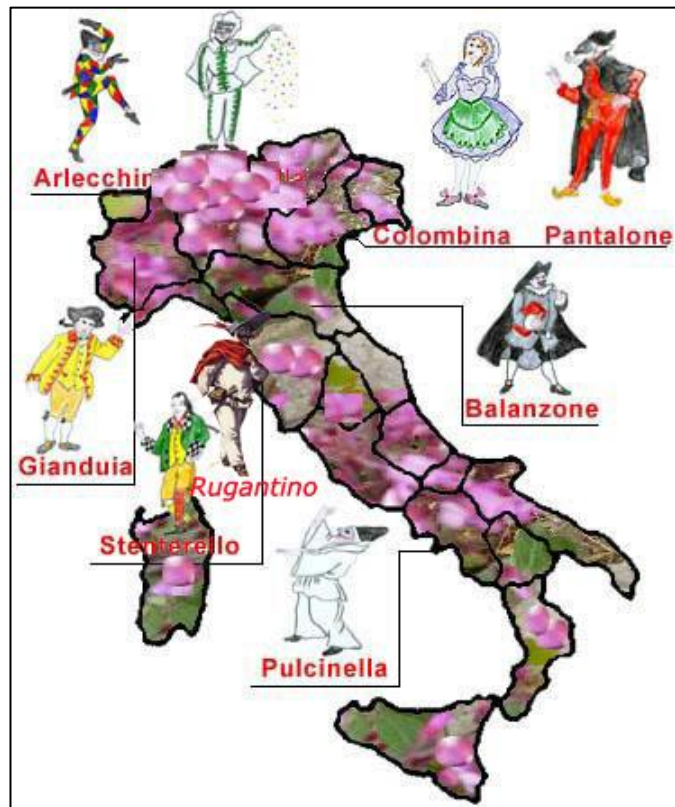 Arlecchin
Colombina Pantalone
Balanzone
Gianduia
Rugantino
Stenterello
Pulcinella